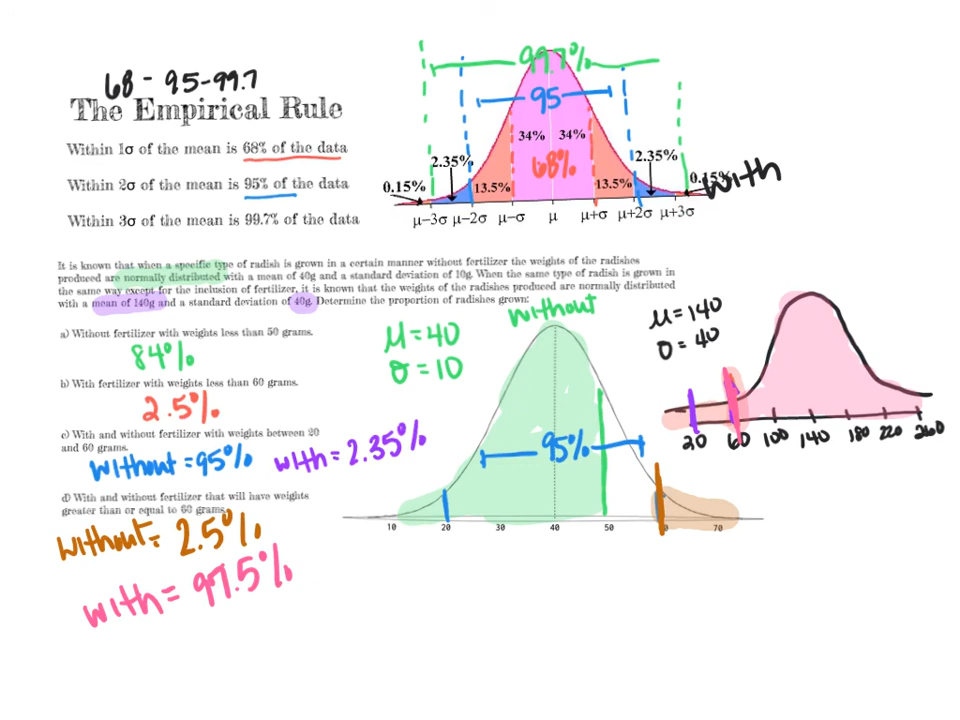 68 - 95-99.7
The Empirical Rule
Within 1σ of the mean is 68% of the data
Within 2σ of the mean is 95% of the data
Within 3σ of the mean is 99.7% of the data
99.7%
95
34% 34%
68%
2.35% 2.35%
0.15% 13.5% 13.5% 0.15%
with
μ−3σ μ−2σ μ−σ μ μ+σ μ+2σ μ+3σ
It is known that when a specific type of radish is grown in a certain manner without fertilizer the weights of the radishes
produced are normally distributed with a mean of 40g and a standard deviation of 10g. When the same type of radish is grown in
the same way except for the inclusion of fertilizer, it is known that the weights of the radishes produced are normally distributed
with a mean of 140g and a standard deviation of 40g. Determine the proportion of radishes grown:
a) Without fertilizer with weights less than 50 grams.
84%
b) With fertilizer with weights less than 60 grams.
2.5%
c) With and without fertilizer with weights between 20
and 60 grams.
without = 95% with = 2.35%
d) With and without fertilizer that will have weights
greater than or equal to 60 grams.
without = 2.5%
with = 97.5%
without
μ = 40
σ = 10
95%
10 20 30 40 50 70
μ = 140
σ = 40
20 60 100 140 180 220 260